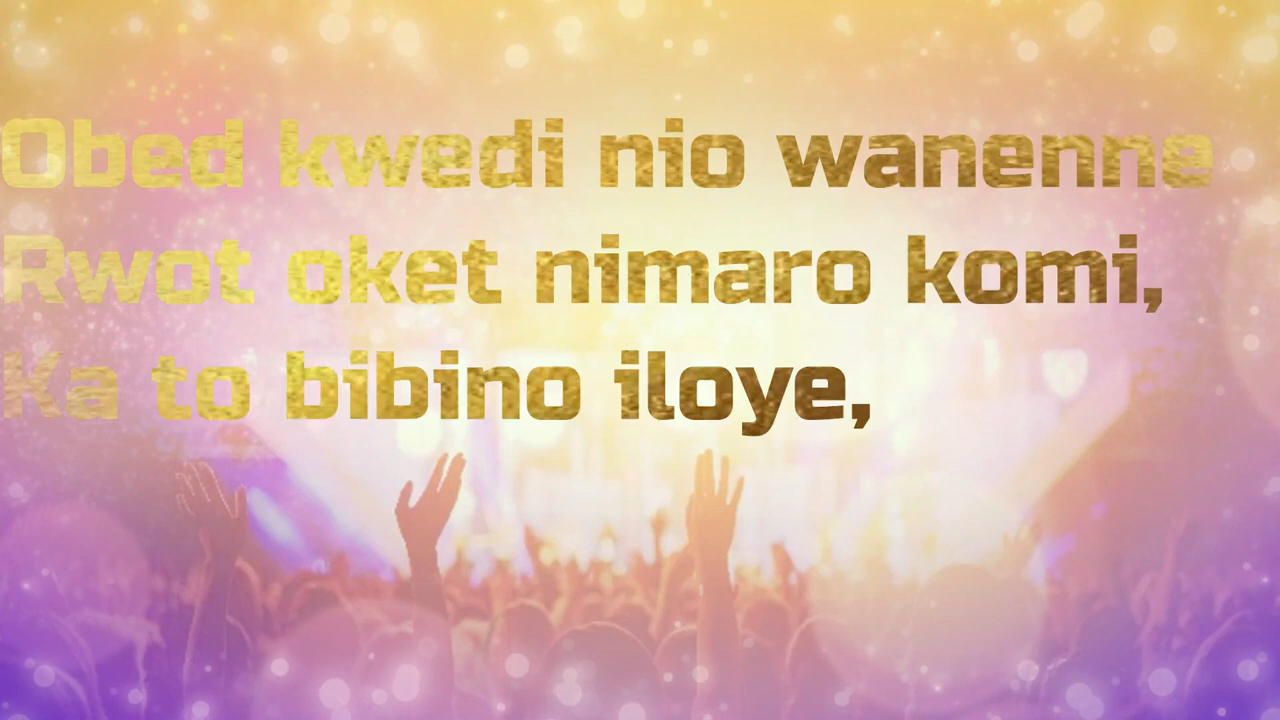 Obed kwedi nio wanenne
Rwot oket nimaro komi,
Ka to bibino iloye,